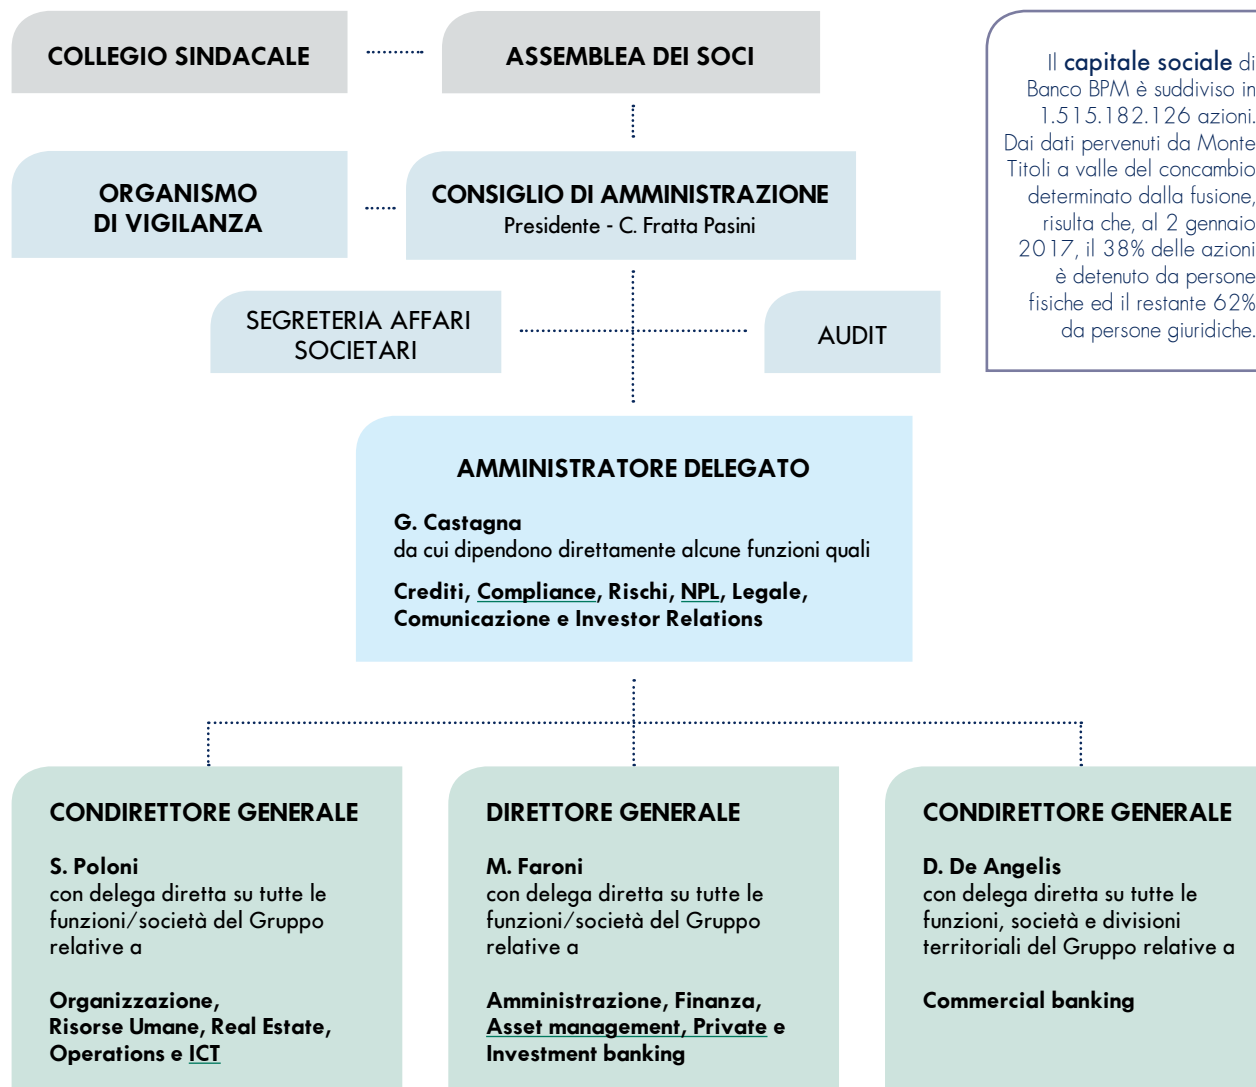 COLLEGIO SINDACALE
ASSEMBLEA DEI SOCI
ORGANISMO
DI VIGILANZA
CONSIGLIO DI AMMINISTRAZIONE
Presidente - C. Fratta Pasini
SEGRETERIA AFFARI
SOCIETARI
AUDIT
Il capitale sociale di
Banco BPM è suddiviso in
1.515.182.126 azioni.
Dai dati pervenuti da Monte
Titoli a valle del concambio
determinato dalla fusione,
risulta che, al 2 gennaio
2017, il 38% delle azioni
è detenuto da persone
fisiche ed il restante 62%
da persone giuridiche.
AMMINISTRATORE DELEGATO
G. Castagna
da cui dipendono direttamente alcune funzioni quali
Crediti, Compliance, Rischi, NPL, Legale,
Comunicazione e Investor Relations
CONDIRETTORE GENERALE
S. Poloni
con delega diretta su tutte le
funzioni/società del Gruppo
relative a
Organizzazione,
Risorse Umane, Real Estate,
Operations e ICT
DIRETTORE GENERALE
M. Faroni
con delega diretta su tutte le
funzioni/società del Gruppo
relative a
Amministrazione, Finanza,
Asset management, Private e
Investment banking
CONDIRETTORE GENERALE
D. De Angelis
con delega diretta su tutte le
funzioni, società e divisioni
territoriali del Gruppo relative a
Commercial banking